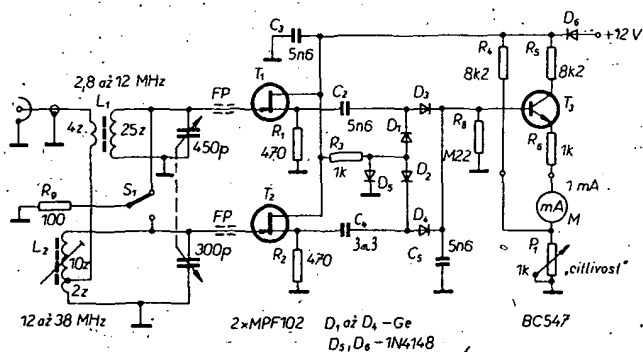 C3
5n6
D6
+12 V
R4
8k2
R5
8k2
2,8 až 12 MHz
L1
4z
25z
FP
T1
C2
5n6
D3
T3
450p
R1
470
D1
R3
1k
D5
D2
R8
M22
R6
1k
S1
R9
100
T2
FP
1 mA
mA
M
L2
10z
2z
300p
R2
470
C4
3n3
D4
C5
5n6
P1
1k
„citlivost"
12 až 38 MHz
2×MPF102
D1 až D4 – Ge
D5, D6 – 1N4148
BC547